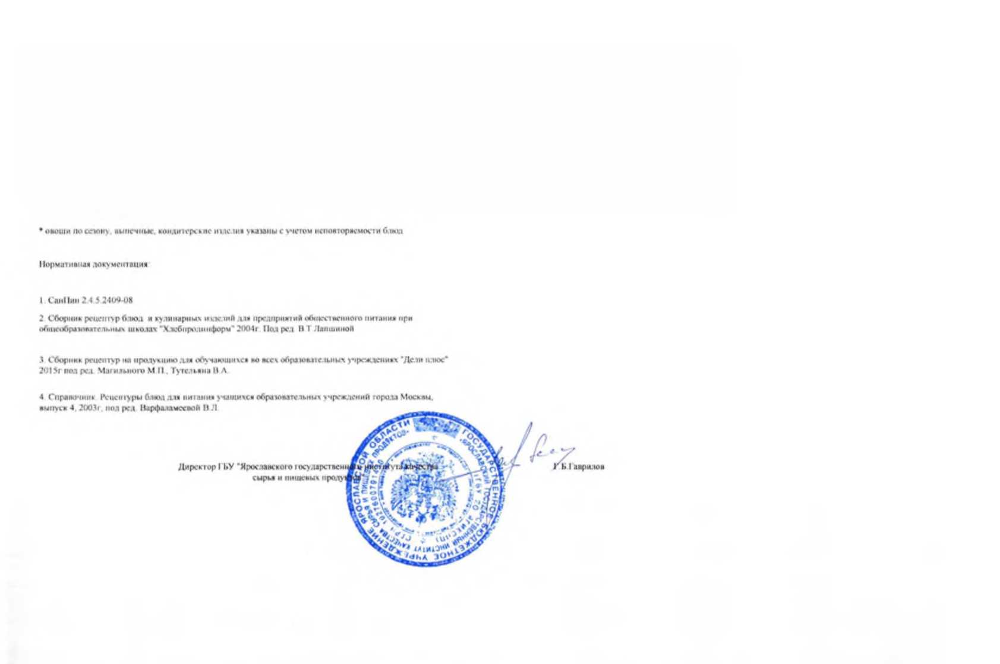 * овощи по сезону, выпечные, кондитерские изделия указаны с учетом неповторяемости блюд
Нормативная документация:
1. СанПин 2.4.5.2409-08
2. Сборник рецептур блюд и кулинарных изделий для предприятий общественного питания при
общеобразовательных школах "Хлебпродинформ" 2004г. Под ред. В.Т.Лапшиной
3. Сборник рецептур на продукцию для обучающихся во всех образовательных учреждениях "Дели плюс"
2015г под ред. Магильного М.П., Тутельяна В.А.
4. Справочник. Рецептуры блюд для питания учащихся образовательных учреждений города Москвы,
выпуск 4, 2003г, под ред. Варфаламеевой В.Л.
Директор ГБУ "Ярославского государственного института качества
сырья и пищевых продуктов"
Г.Б.Гаврилов
ГОСУДАРСТВЕННОЕ БЮДЖЕТНОЕ УЧРЕЖДЕНИЕ ЯРОСЛАВСКОЙ ОБЛАСТИ
«ЯРОСЛАВСКИЙ ГОСУДАРСТВЕННЫЙ ИНСТИТУТ КАЧЕСТВА СЫРЬЯ И ПИЩЕВЫХ ПРОДУКТОВ»